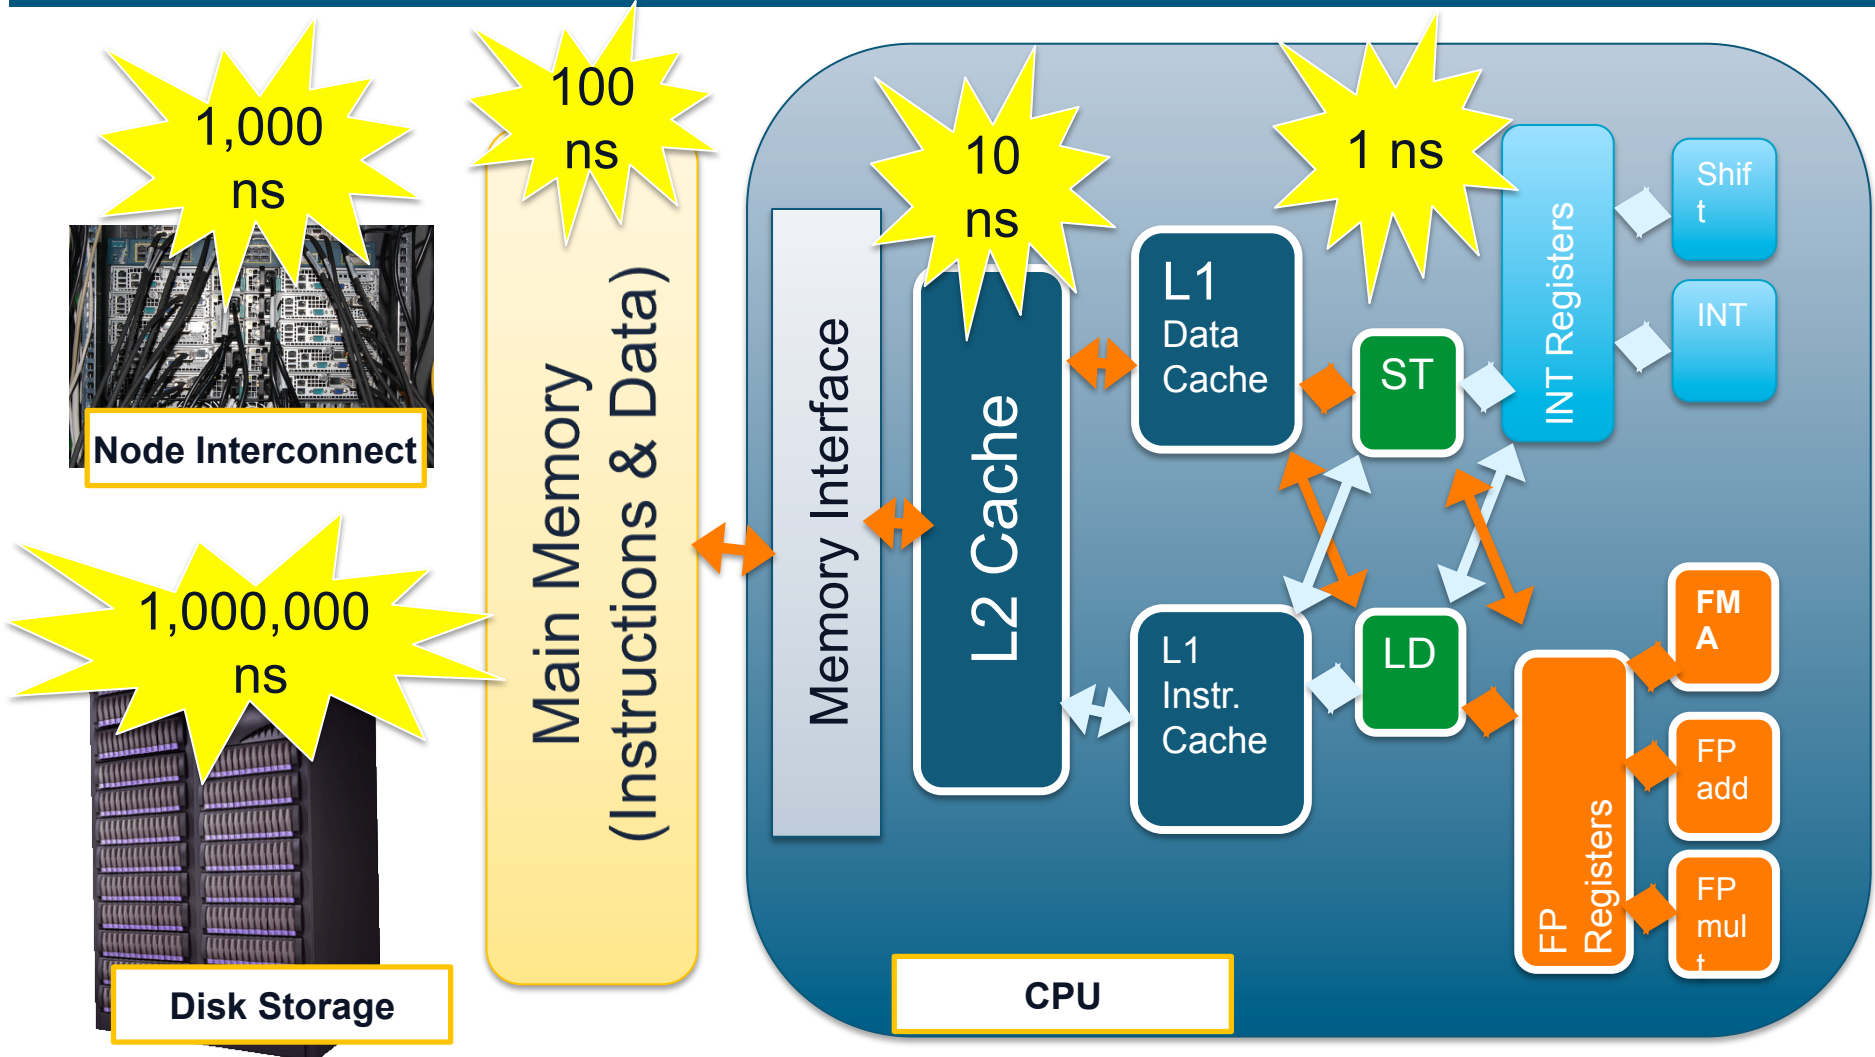 1,000
ns
Node Interconnect
1,000,000
ns
Disk Storage
100
ns
Main Memory
(Instructions & Data)
Memory Interface
10
ns
L2 Cache
L1
Data
Cache
L1
Instr.
Cache
1 ns
ST
LD
INT Registers
Shif
t
INT
FP
Registers
FM
A
FP
add
FP
mul
t
CPU